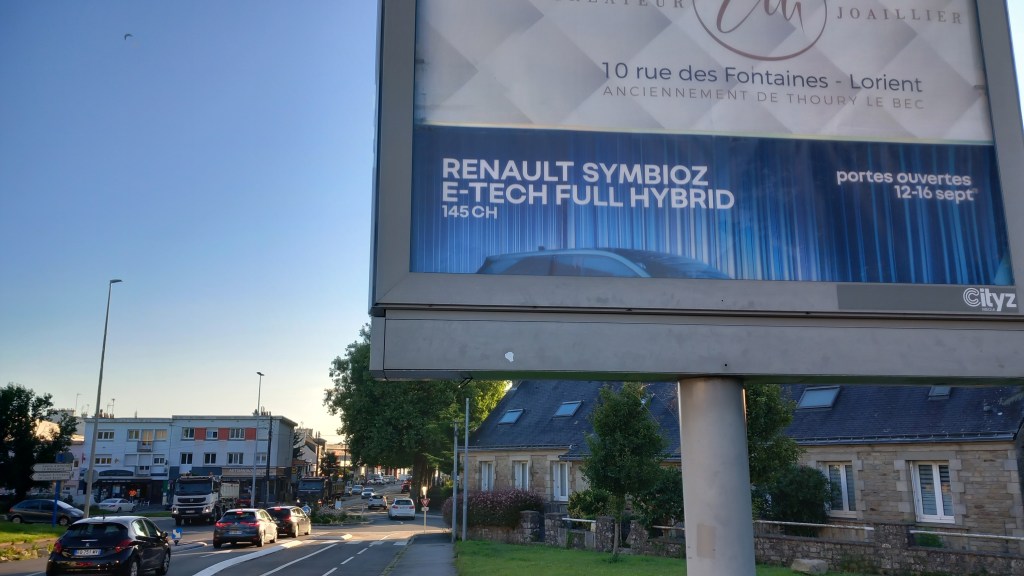 CRÉATEUR JOAILLIER
10 rue des Fontaines - Lorient
ANCIENNEMENT DE THOURY LE BEC
RENAULT SYMBIOZ
E-TECH FULL HYBRID
145 CH
portes ouvertes
12-16 sept
Cityz